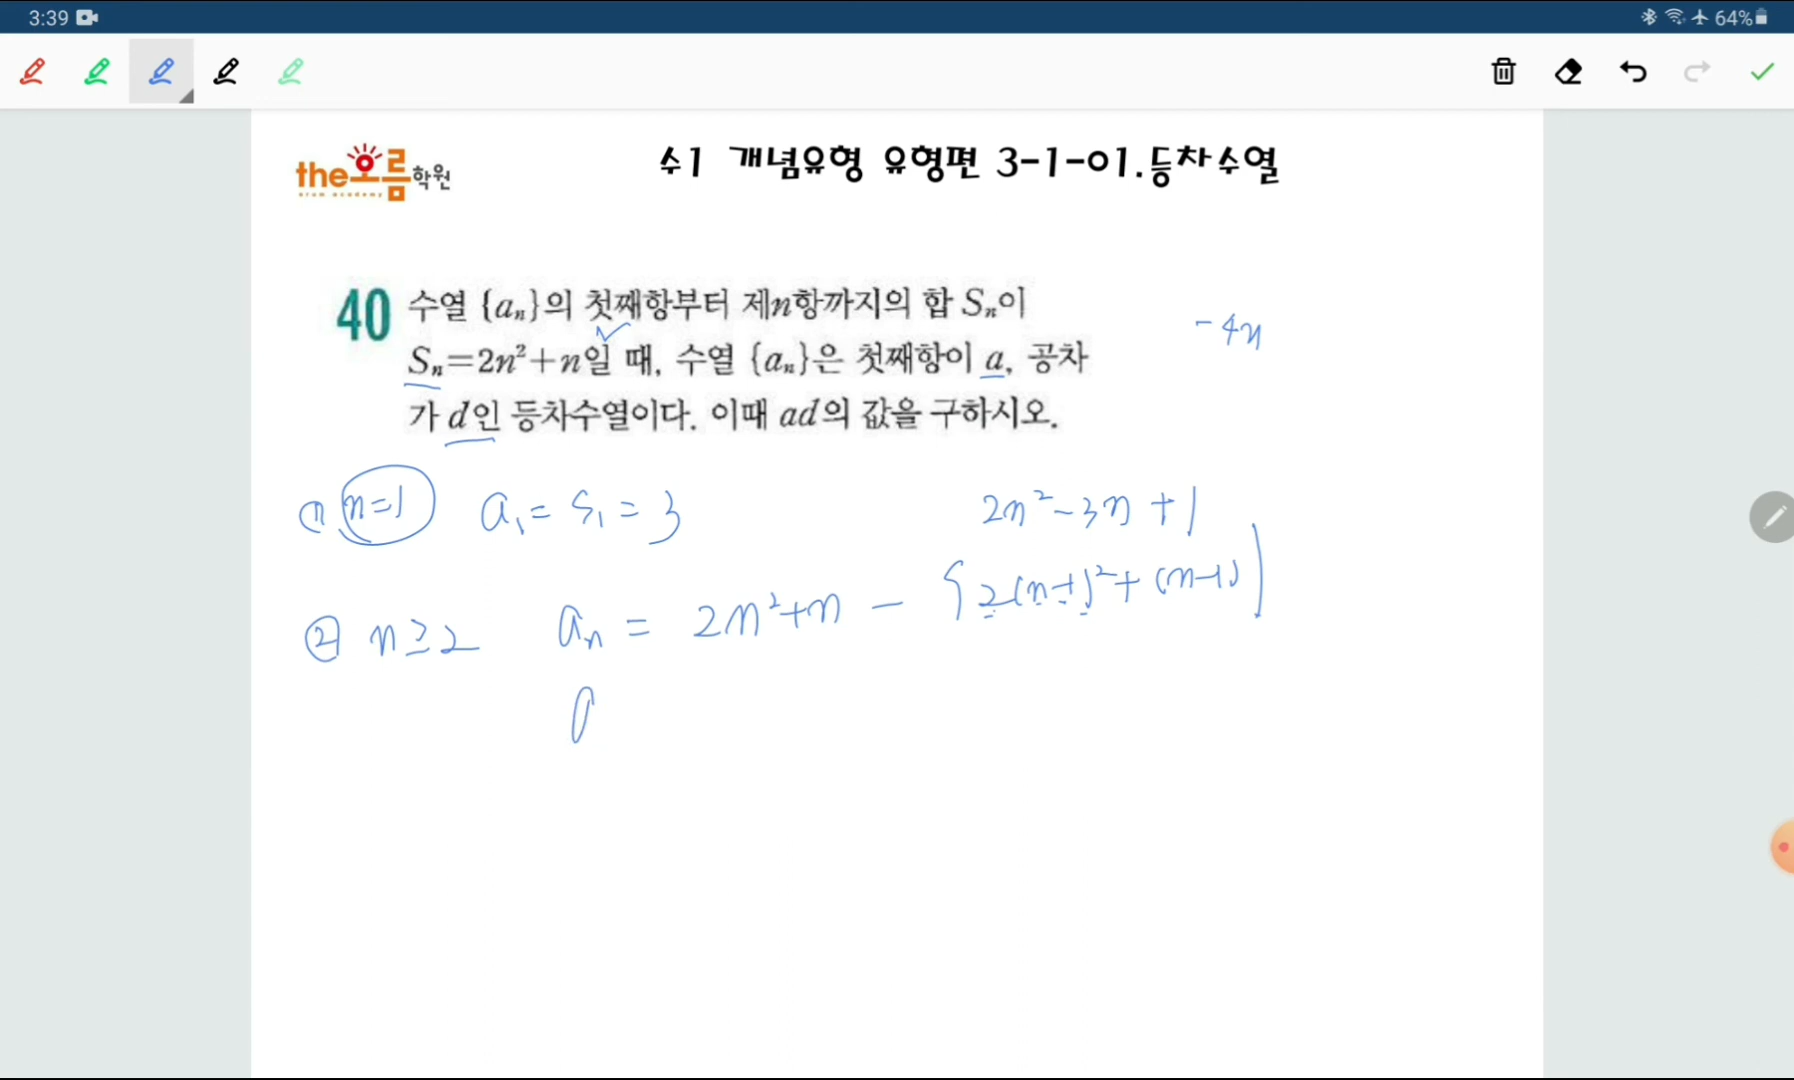 3:39 64%
the오름학원
수1 개념유형 유형편 3-1-01.등차수열
40 수열 {aₙ}의 첫째항부터 제n항까지의 합 Sₙ이
Sₙ=2n²+n일 때, 수열 {aₙ}은 첫째항이 a, 공차
가 d인 등차수열이다. 이때 ad의 값을 구하시오.
-4n
① n=1 a₁ = S₁ = 3
2n²-3n+1
② n≥2 aₙ = 2n²+n - {2(n-1)²+(n-1)}